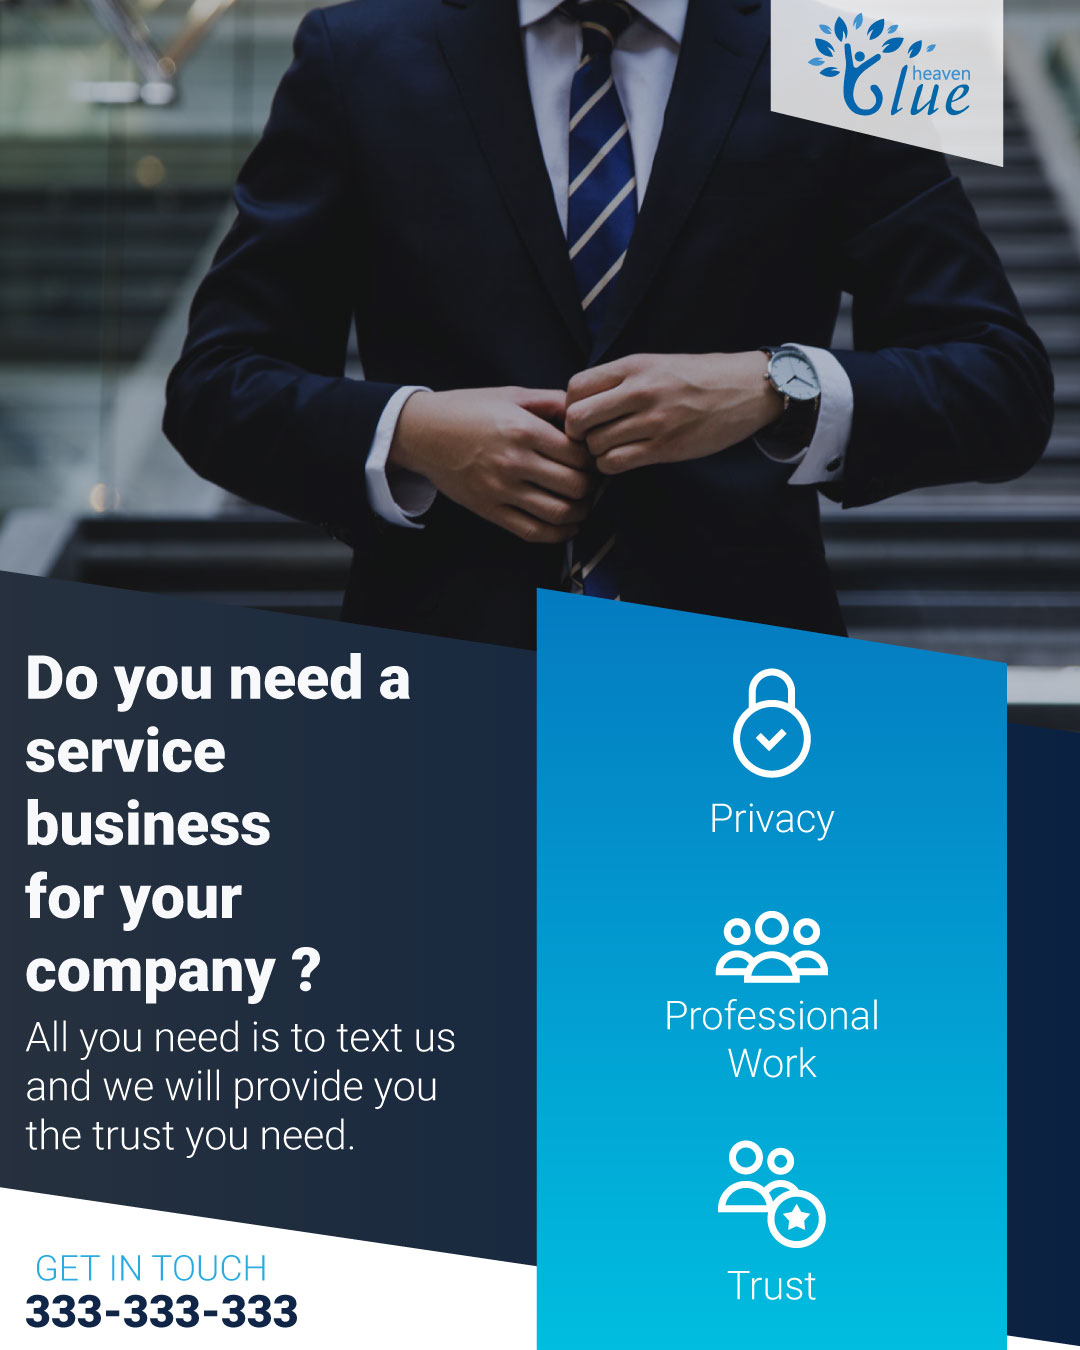 heaven
blue
Do you need a
service
business
for your
company ?
All you need is to text us
and we will provide you
the trust you need.
GET IN TOUCH
333-333-333
Privacy
Professional
Work
Trust